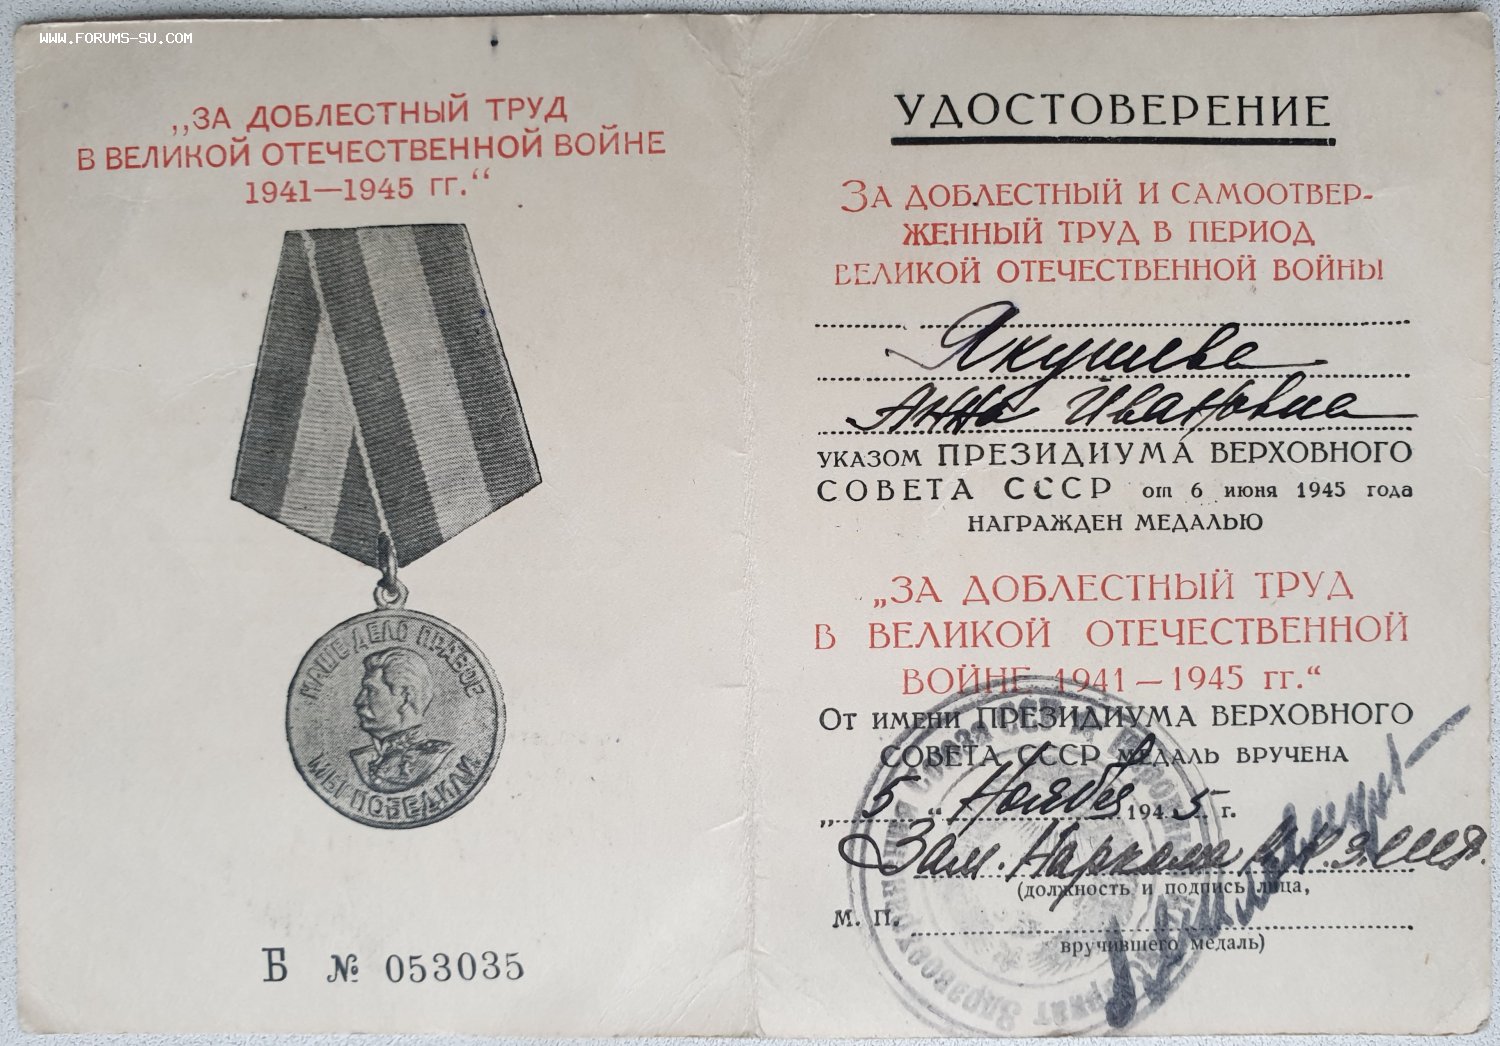 WWW.FORUMS-SU.COM
„ЗА ДОБЛЕСТНЫЙ ТРУД
В ВЕЛИКОЙ ОТЕЧЕСТВЕННОЙ ВОЙНЕ
1941—1945 ГГ.“
НАШЕ ДЕЛО ПРАВОЕ
МЫ ПОБЕДИЛИ
Б № 053035
УДОСТОВЕРЕНИЕ
ЗА ДОБЛЕСТНЫЙ И САМООТВЕР-
ЖЕННЫЙ ТРУД В ПЕРИОД
ВЕЛИКОЙ ОТЕЧЕСТВЕННОЙ ВОЙНЫ
Якушева
Анна Ивановна
УКАЗОМ ПРЕЗИДИУМА ВЕРХОВНОГО
СОВЕТА СССР от 6 июня 1945 года
НАГРАЖДЕН МЕДАЛЬЮ
„ЗА ДОБЛЕСТНЫЙ ТРУД
В ВЕЛИКОЙ ОТЕЧЕСТВЕННОЙ
ВОЙНЕ 1941—1945 гг.“
От имени ПРЕЗИДИУМА ВЕРХОВНОГО
СОВЕТА СССР МЕДАЛЬ ВРУЧЕНА
„5“ Ноября 1945 г.
Зам. Наркома
(должность и подпись лица,
М. П.
вручившего медаль)